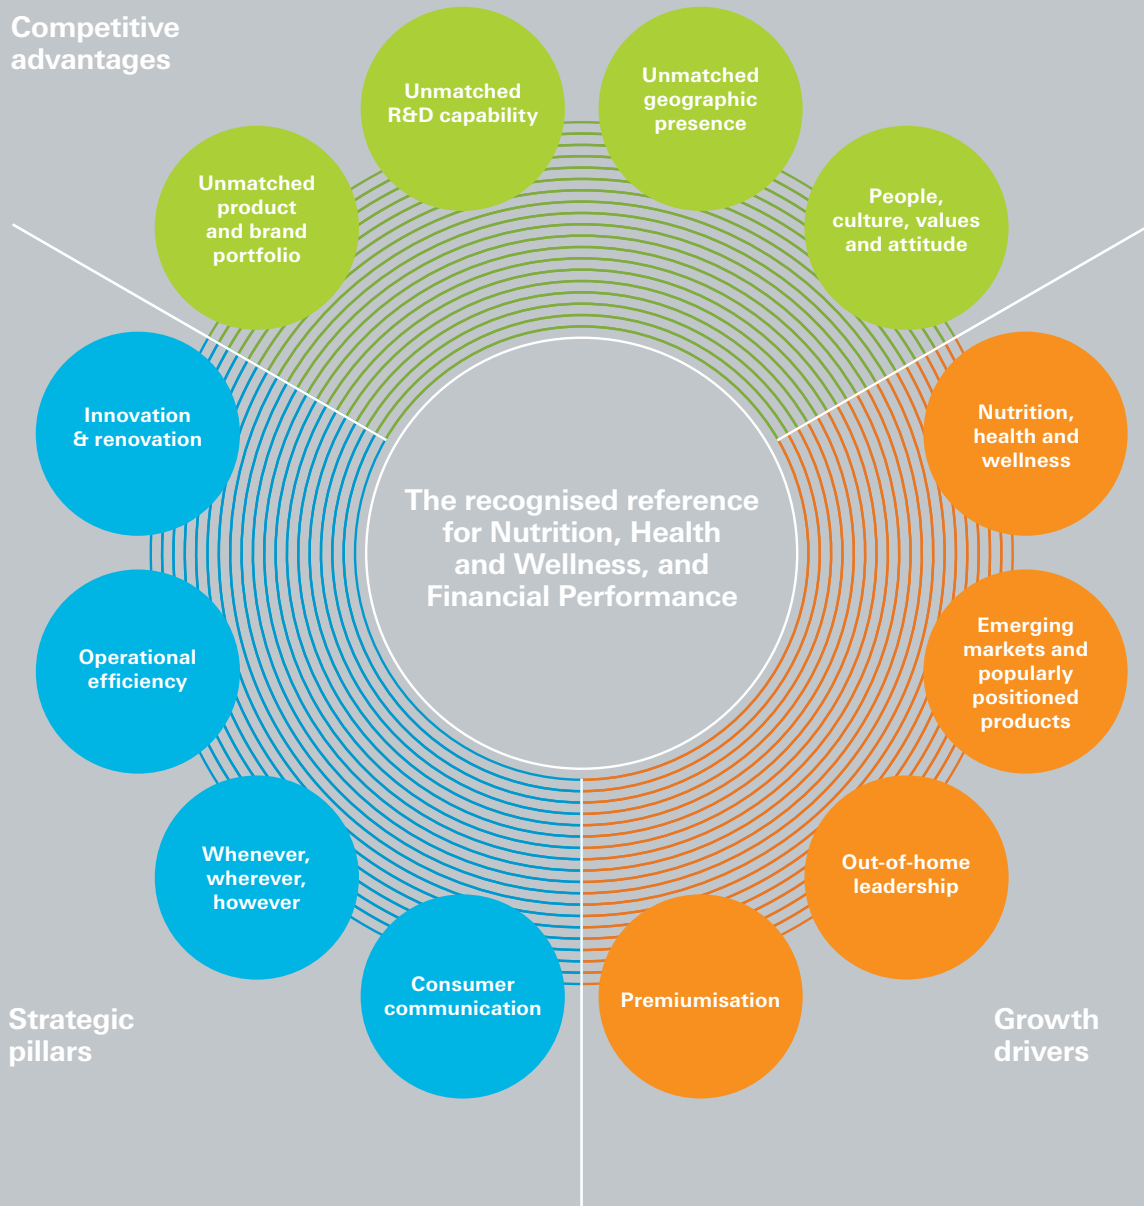 Competitive
advantages
Unmatched
R&D capability
Unmatched
geographic
presence
Unmatched
product
and brand
portfolio
People,
culture, values
and attitude
Innovation
& renovation
Nutrition,
health and
wellness
The recognised reference
for Nutrition, Health
and Wellness, and
Financial Performance
Operational
efficiency
Emerging
markets and
popularly
positioned
products
Whenever,
wherever,
however
Out-of-home
leadership
Consumer
communication
Premiumisation
Strategic
pillars
Growth
drivers